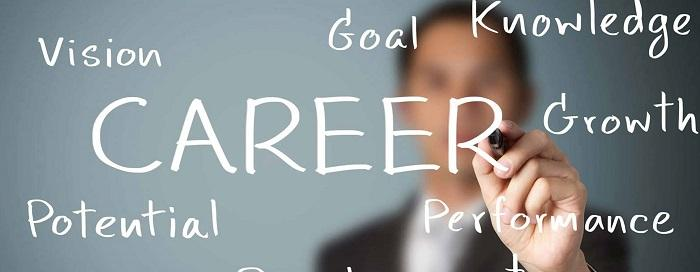 Knowledge
Goal
Vision
CAREER
Growth
Potential
Performance